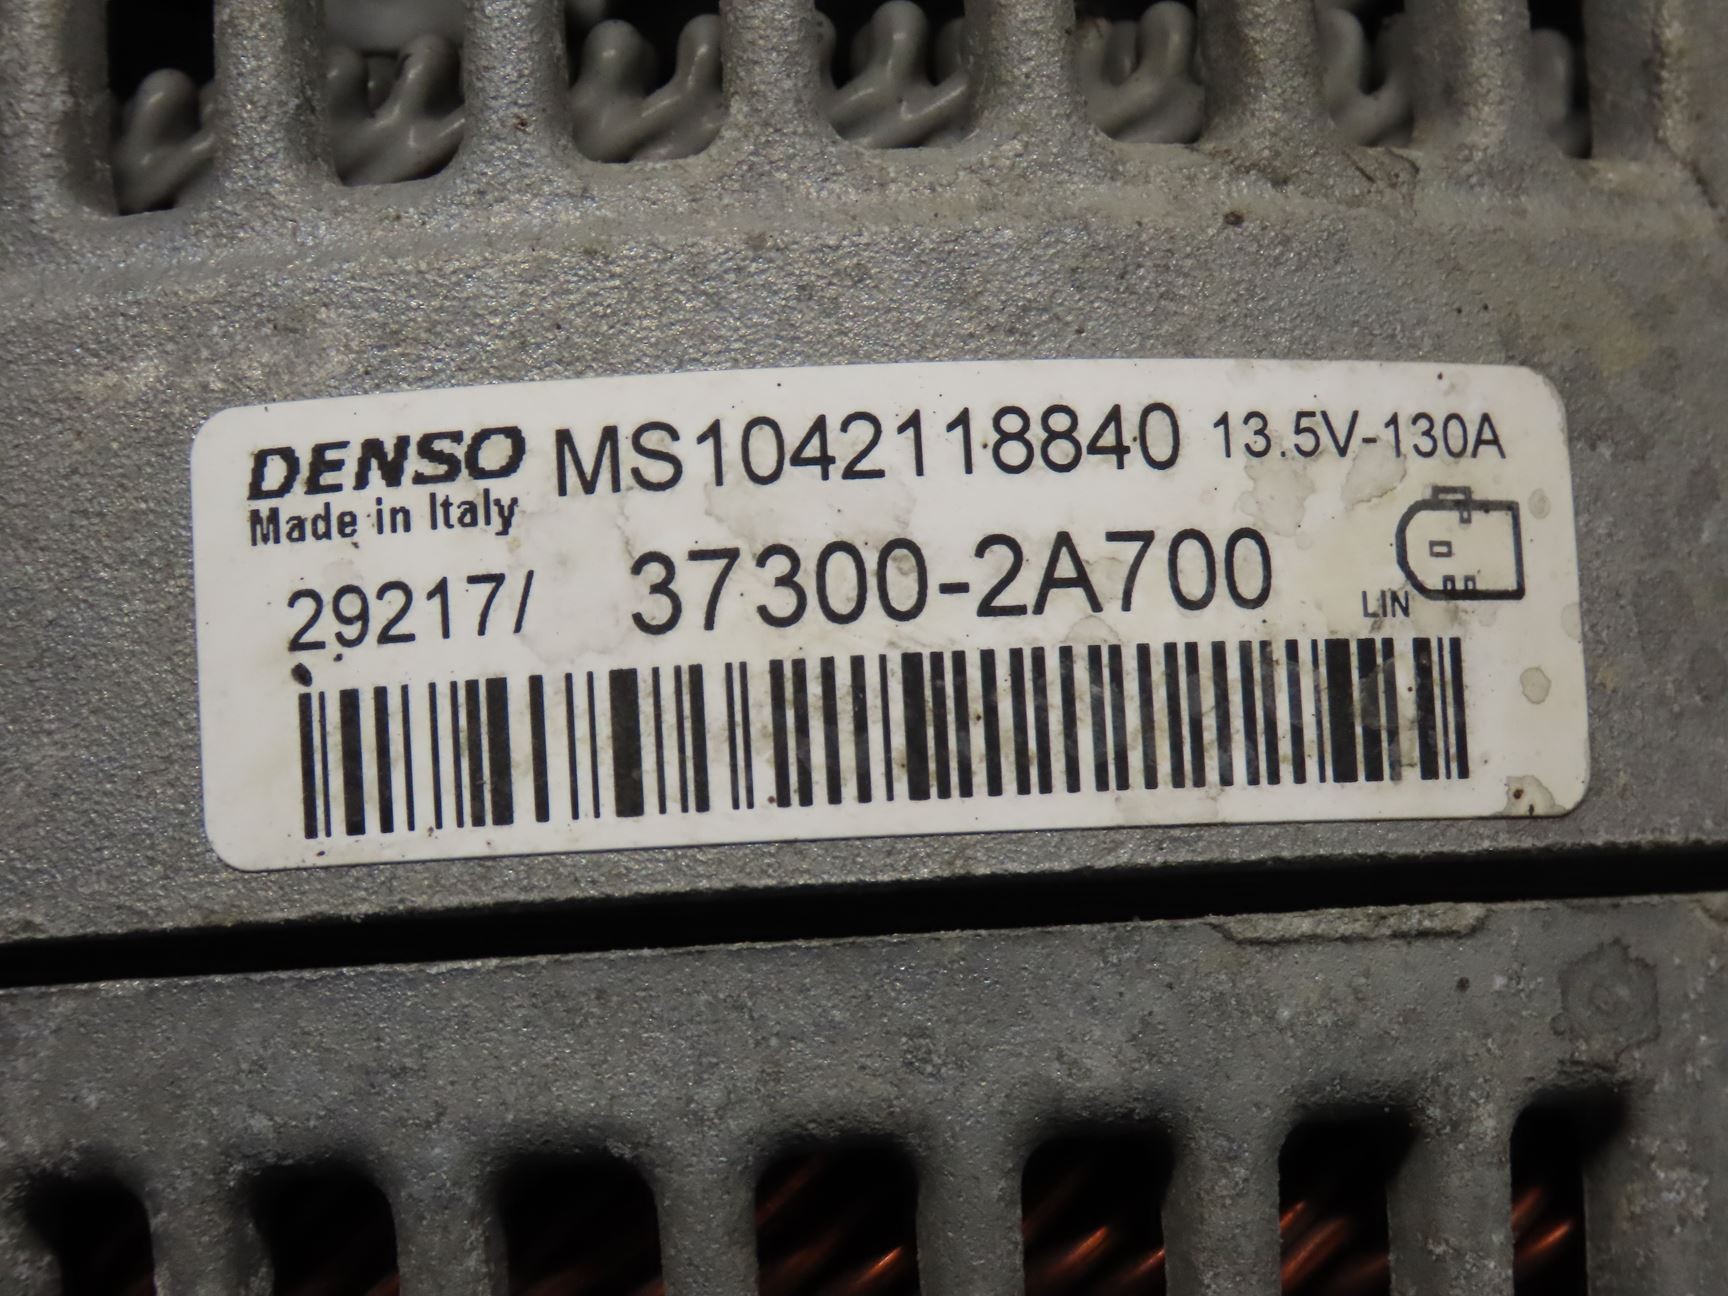 DENSO MS1042118840 13.5V-130A
Made in Italy
29217/ 37300-2A700
LIN